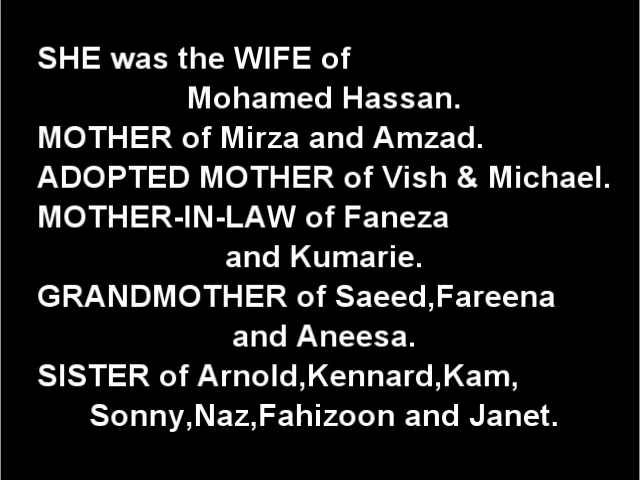 SHE was the WIFE of
Mohamed Hassan.
MOTHER of Mirza and Amzad.
ADOPTED MOTHER of Vish & Michael.
MOTHER-IN-LAW of Faneza
and Kumarie.
GRANDMOTHER of Saeed,Fareena
and Aneesa.
SISTER of Arnold,Kennard,Kam,
Sonny,Naz,Fahizoon and Janet.